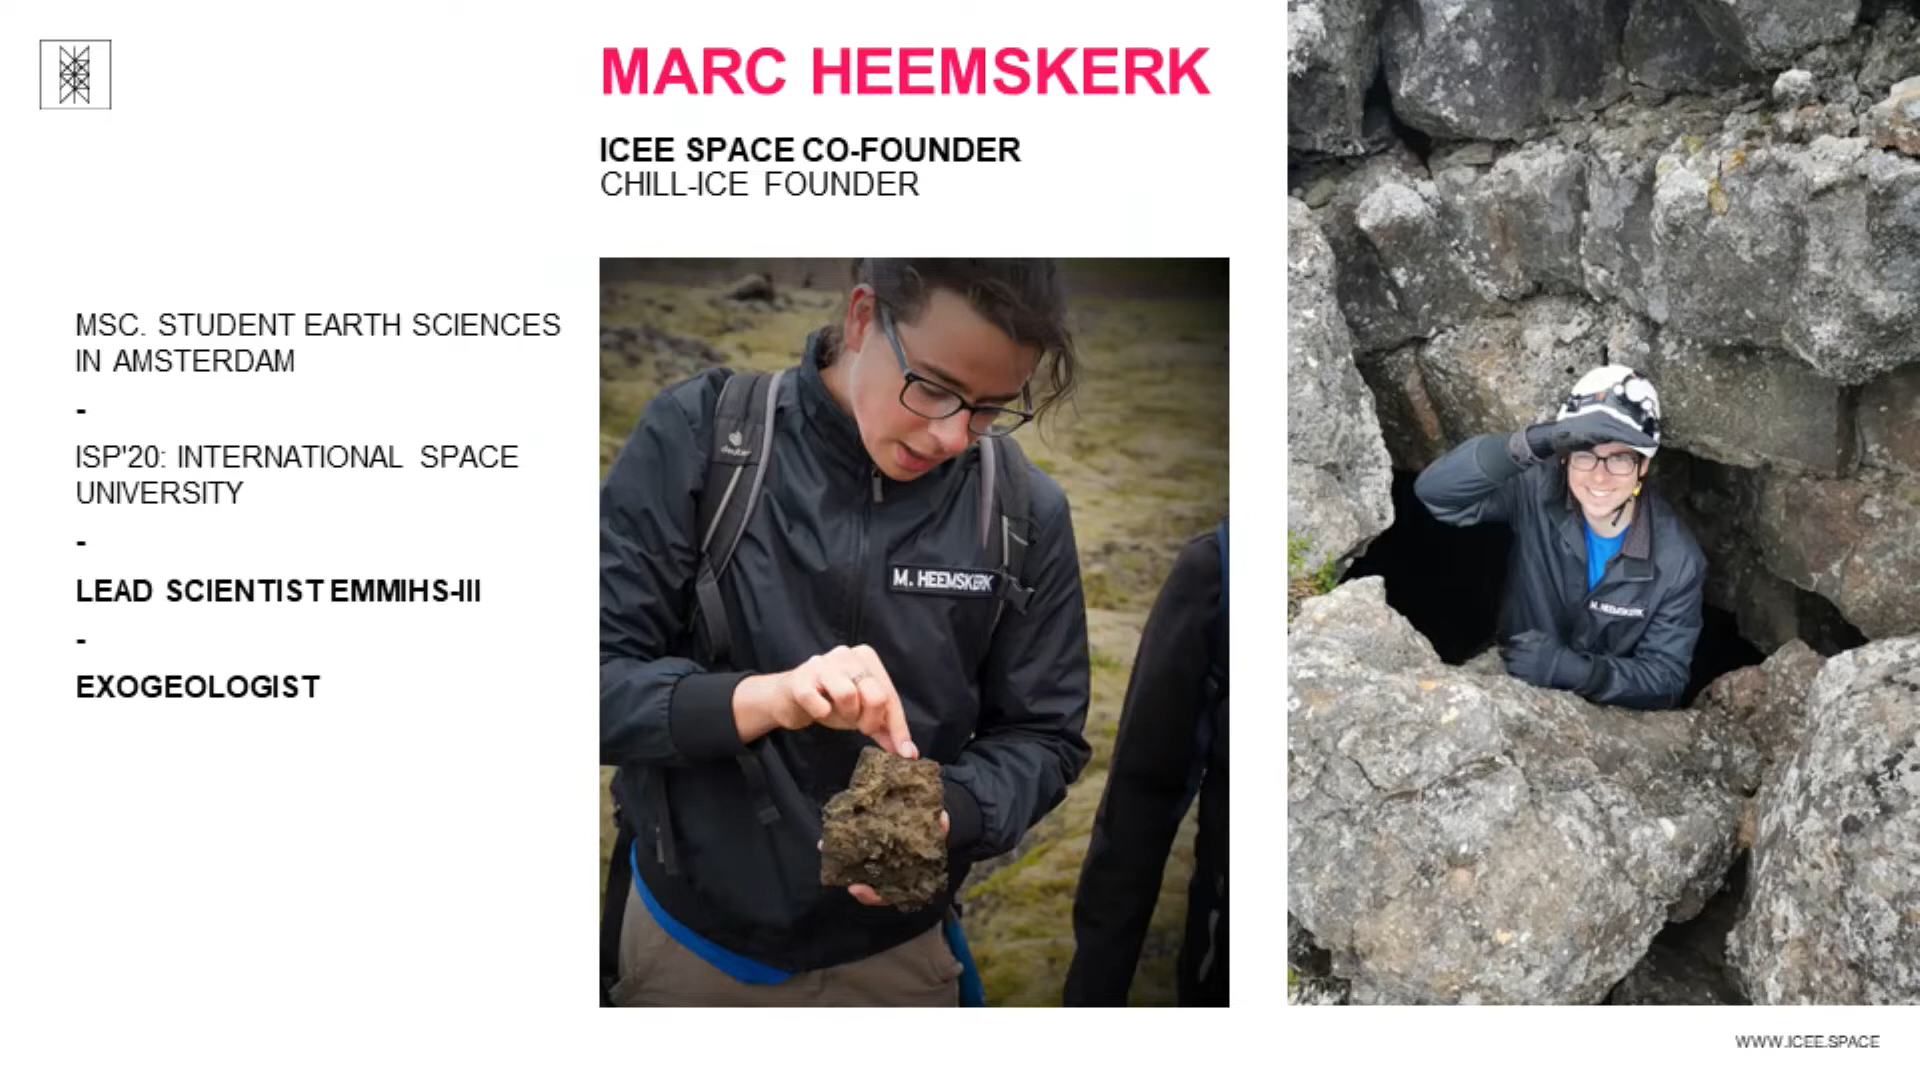 MARC HEEMSKERK
ICEE SPACE CO-FOUNDER
CHILL-ICE FOUNDER
MSC. STUDENT EARTH SCIENCES
IN AMSTERDAM
-
ISP'20: INTERNATIONAL SPACE
UNIVERSITY
-
LEAD SCIENTIST EMMIHS-III
-
EXOGEOLOGIST
deuter
M. HEEMSKERK
M. HEEMSKERK
WWW.ICEE.SPACE